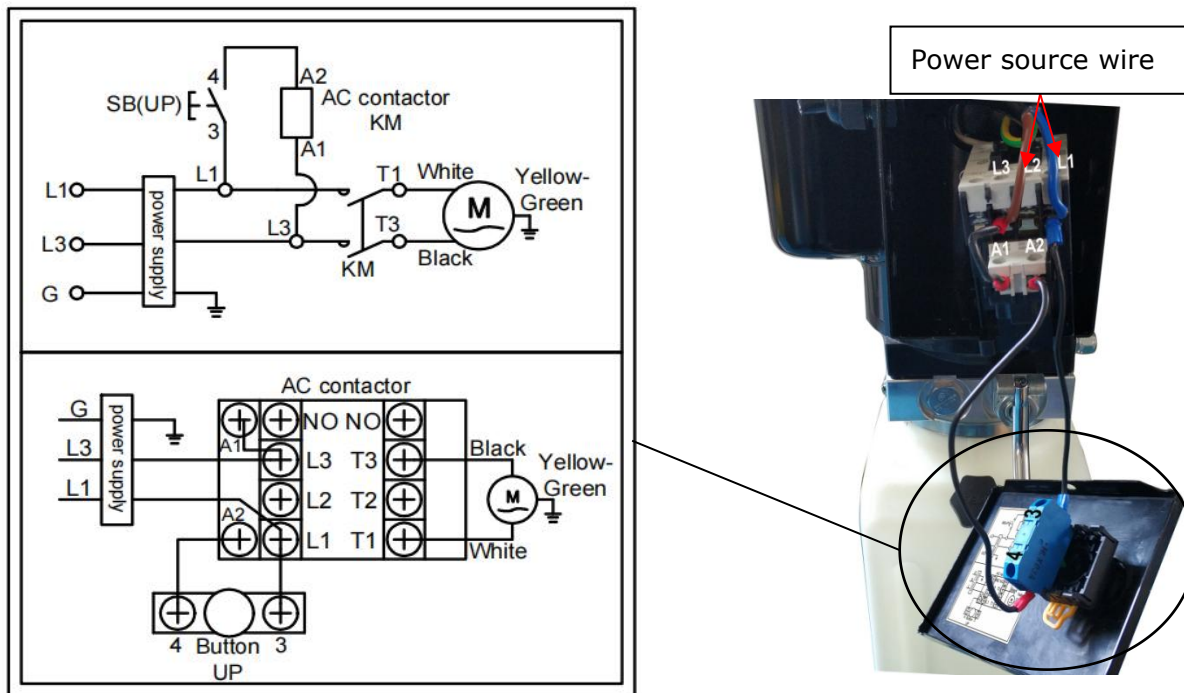 4
A2
SB(UP)
AC contactor
KM
3
A1
L1
L1
T1
White
Yellow-
Green
M
power supply
L3
L3
T3
KM
Black
G
AC contactor
G
NO
NO
A1
L3
L3
T3
Black
Yellow-
Green
M
power supply
L1
L2
T2
A2
L1
T1
White
4
Button
3
UP
Power source wire
L3
L2
L1
A1
A2
3
4